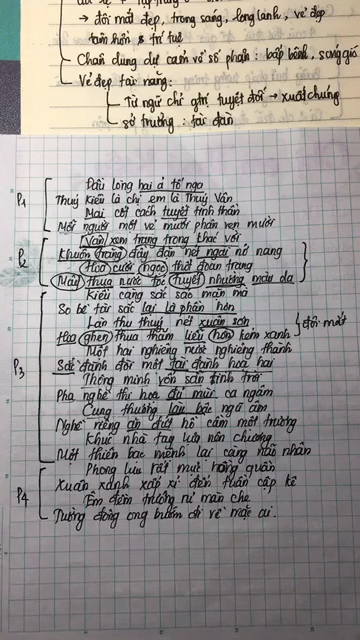 → đôi mắt đẹp, trong sáng, long lanh, vẻ đẹp
tâm hồn & trí tuệ
Chân dung dự cảm về số phận: bấp bênh, sóng gió
Vẻ đẹp tài năng:
Từ ngữ chỉ gtrị tuyệt đối → xuất chúng
sở trường: tài đàn
Đầu lòng hai ả tố nga
P1 Thuý Kiều là chị em là Thuý Vân
Mai cốt cách tuyết tinh thần
Mỗi người một vẻ mười phân vẹn mười
Vân xem trang trọng khác vời
P2 Khuôn trăng đầy đặn nét ngài nở nang
Hoa cười ngọc thốt đoan trang
Mây thua nước tóc tuyết nhường màu da
Kiều càng sắc sảo mặn mà
So bề tài sắc lại là phần hơn
Làn thu thuỷ nét xuân sơn
Hoa ghen thua thắm liễu hờn kém xanh } đôi mắt
Một hai nghiêng nước nghiêng thành
P3 Sắc đành đòi một tài đành hoạ hai
Thông minh vốn sẵn tính trời
Pha nghề thi hoạ đủ mùi ca ngâm
Cung thương lầu bậc ngũ âm
Nghề riêng ăn đứt hồ cầm một trương
Khúc nhà tay lựa nên chương
Một thiên bạc mệnh lại càng não nhân
Phong lưu rất mực hồng quần
P4 Xuân xanh xấp xỉ đến tuần cập kê
Êm đềm trướng rủ màn che
Tường đông ong bướm đi về mặc ai.